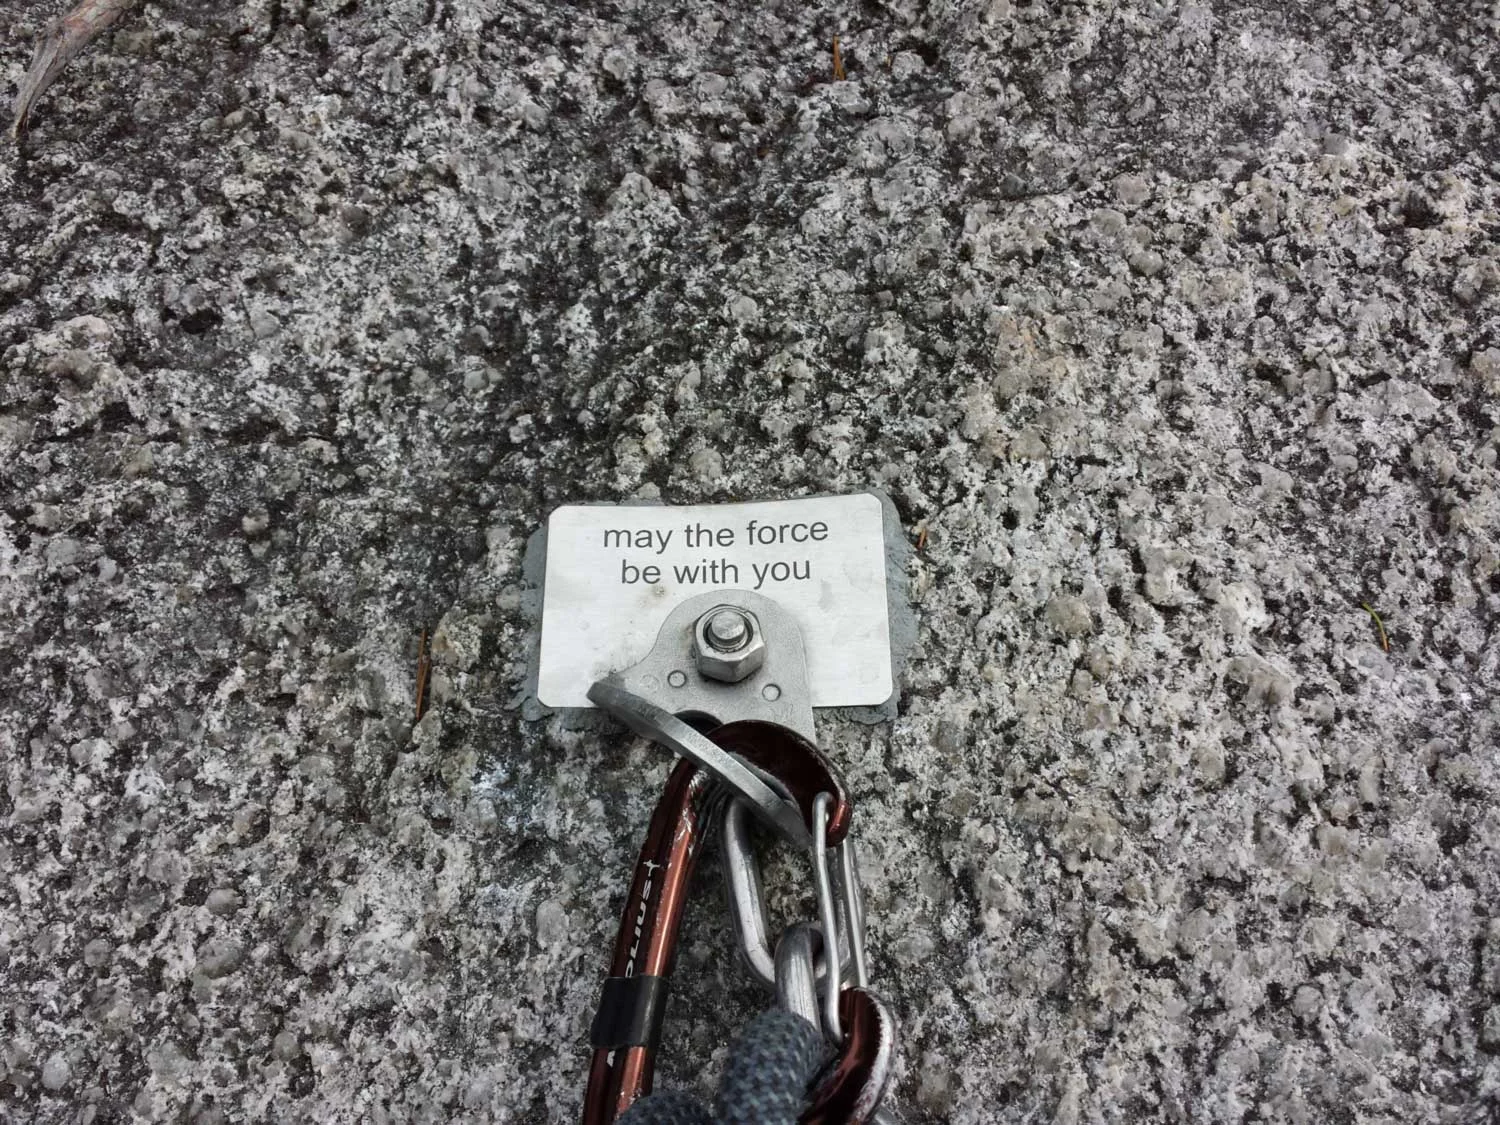 may the force
be with you